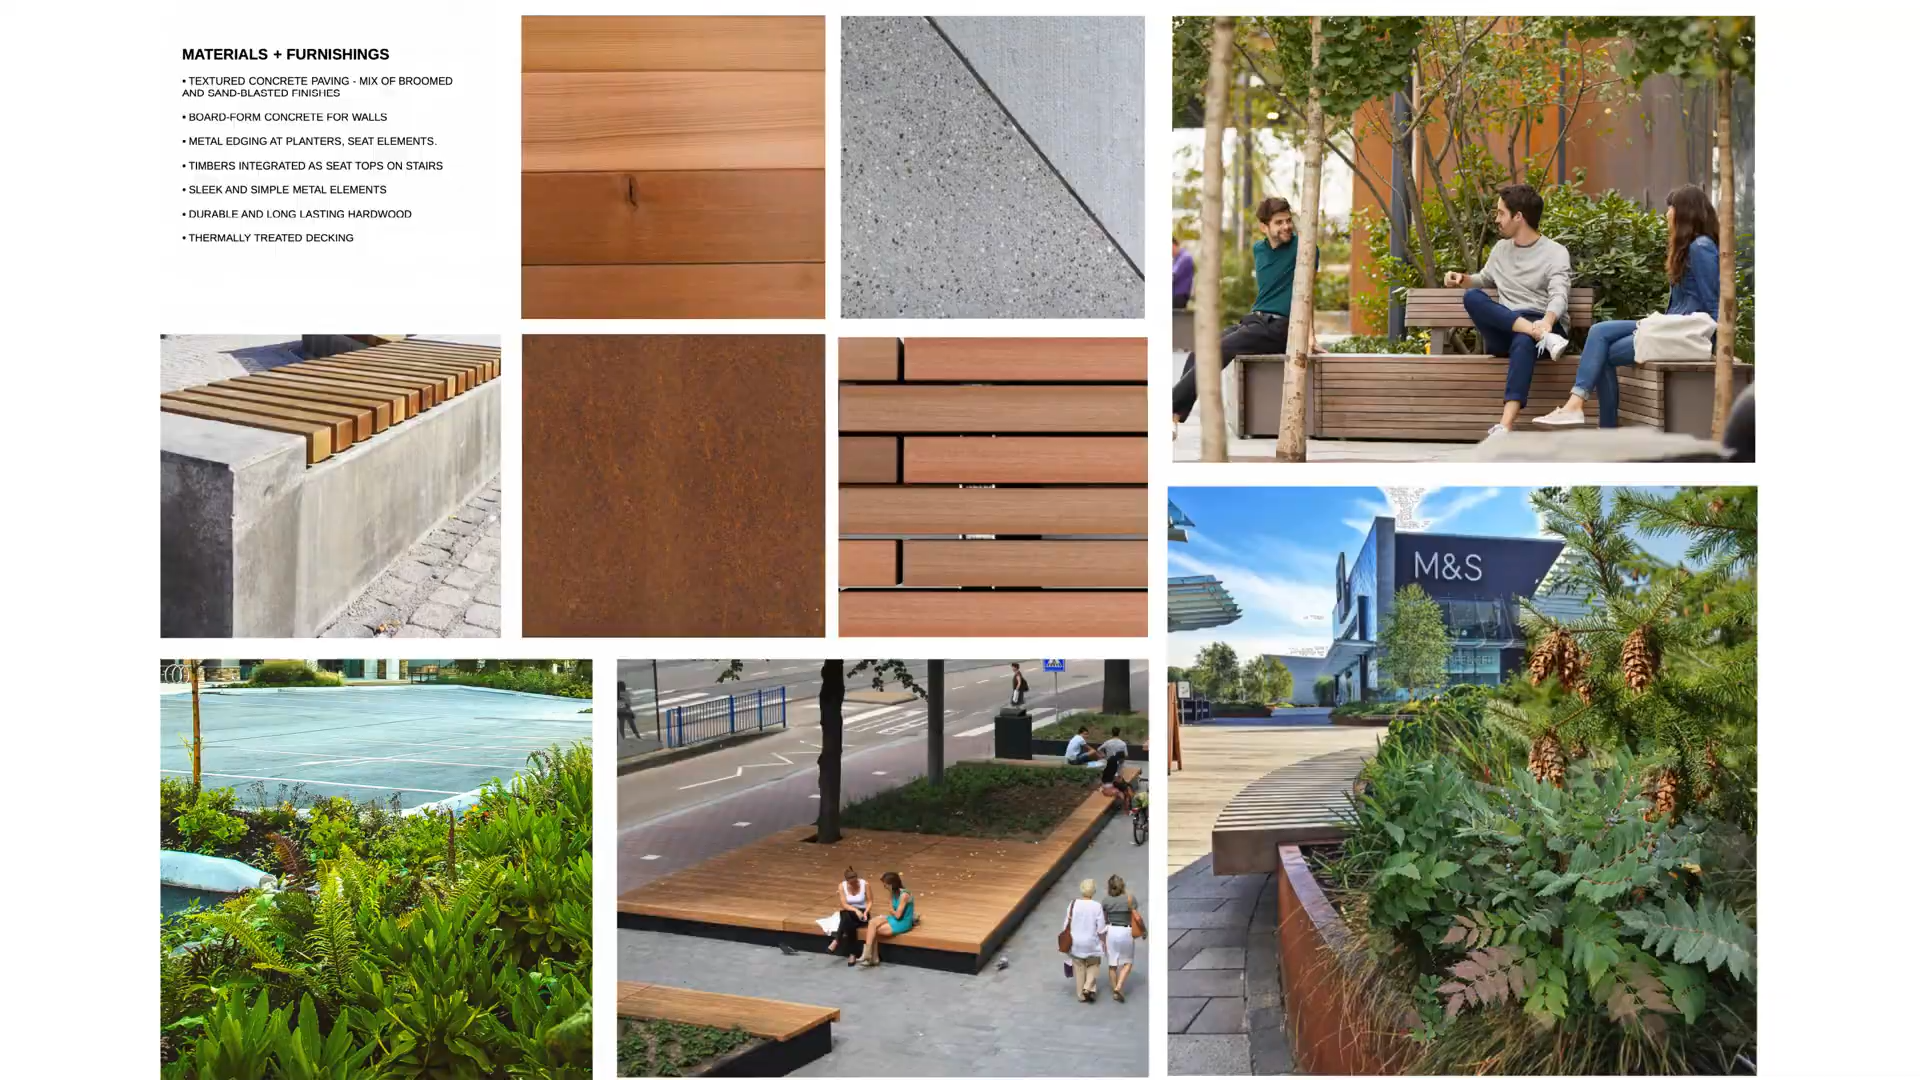 MATERIALS + FURNISHINGS
• TEXTURED CONCRETE PAVING - MIX OF BROOMED
AND SAND-BLASTED FINISHES
• BOARD-FORM CONCRETE FOR WALLS
• METAL EDGING AT PLANTERS, SEAT ELEMENTS.
• TIMBERS INTEGRATED AS SEAT TOPS ON STAIRS
• SLEEK AND SIMPLE METAL ELEMENTS
• DURABLE AND LONG LASTING HARDWOOD
• THERMALLY TREATED DECKING
M&S